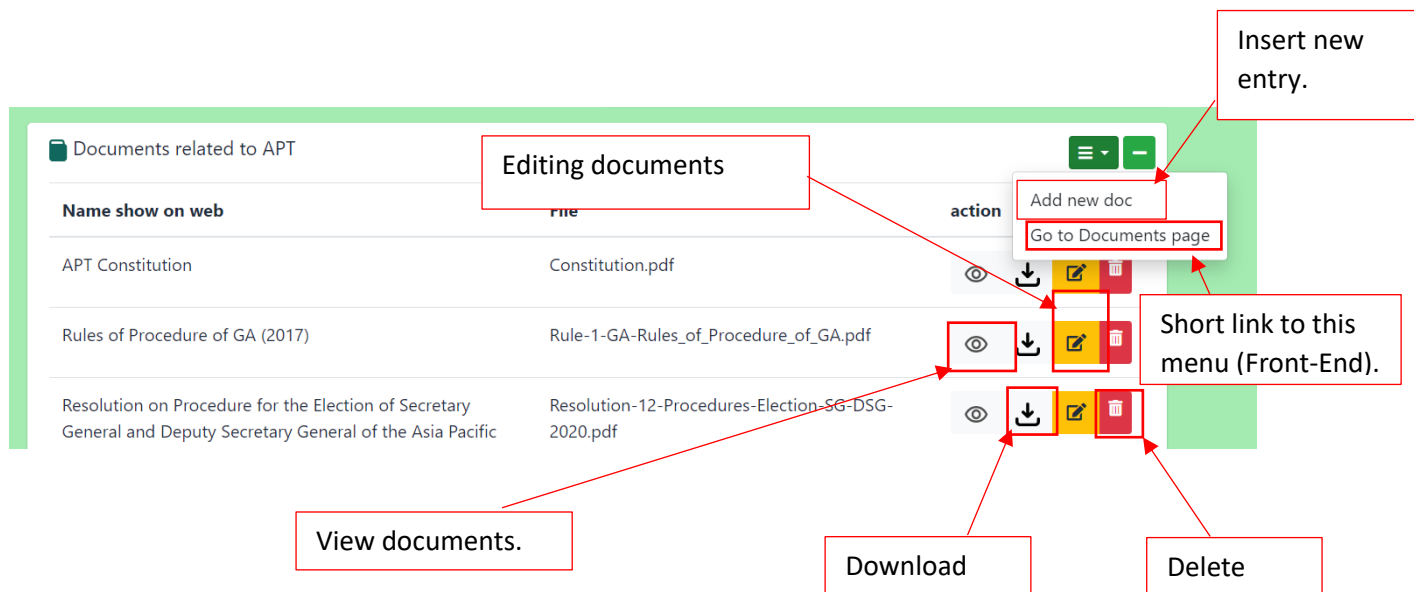 Insert new
entry.
Documents related to APT
Editing documents
Name show on web
File
action
Add new doc
Go to Documents page
APT Constitution
Constitution.pdf
Short link to this
menu (Front-End).
Rules of Procedure of GA (2017)
Rule-1-GA-Rules_of_Procedure_of_GA.pdf
Resolution on Procedure for the Election of Secretary
General and Deputy Secretary General of the Asia Pacific
Resolution-12-Procedures-Election-SG-DSG-
2020.pdf
View documents.
Download
Delete